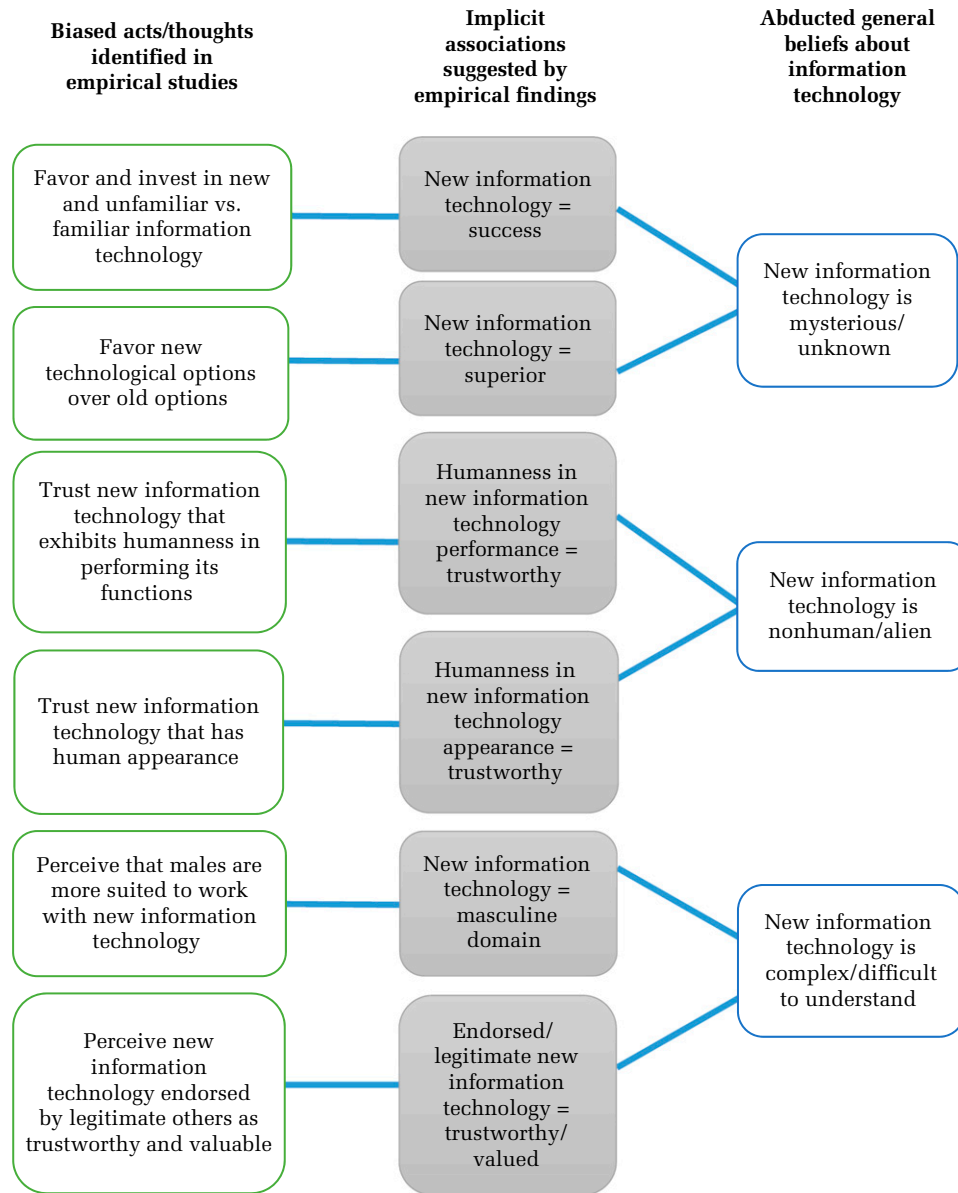 Biased acts/thoughts
identified in
empirical studies
Implicit
associations
suggested by
empirical findings
Abducted general
beliefs about
information
technology
Favor and invest in new
and unfamiliar vs.
familiar information
technology
New information
technology =
success
New information
technology is
mysterious/
unknown
Favor new
technological options
over old options
New information
technology =
superior
Trust new information
technology that
exhibits humanness in
performing its
functions
Humanness in
new information
technology
performance =
trustworthy
New information
technology is
nonhuman/alien
Trust new information
technology that has
human appearance
Humanness in
new information
technology
appearance =
trustworthy
Perceive that males are
more suited to work
with new information
technology
New information
technology =
masculine
domain
New information
technology is
complex/difficult
to understand
Perceive new
information
technology endorsed
by legitimate others as
trustworthy and valuable
Endorsed/
legitimate new
information
technology =
trustworthy/
valued